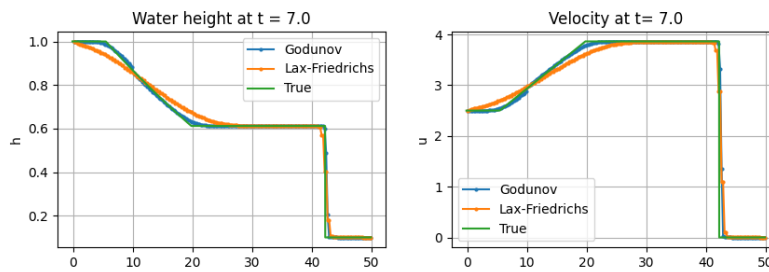 Water height at t = 7.0
1.0
0.8
0.6
0.4
0.2
h
0 10 20 30 40 50
Godunov
Lax-Friedrichs
True
Velocity at t= 7.0
4
3
2
1
0
u
0 10 20 30 40 50
Godunov
Lax-Friedrichs
True